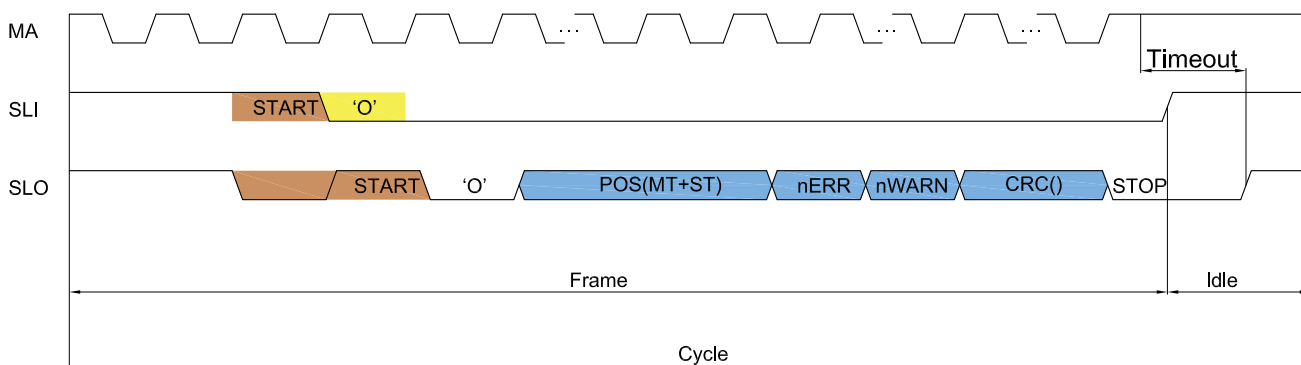 MA ... ... ...
Timeout
SLI START ‘O’
SLO START ‘O’ POS(MT+ST) nERR nWARN CRC() STOP
Frame Idle
Cycle